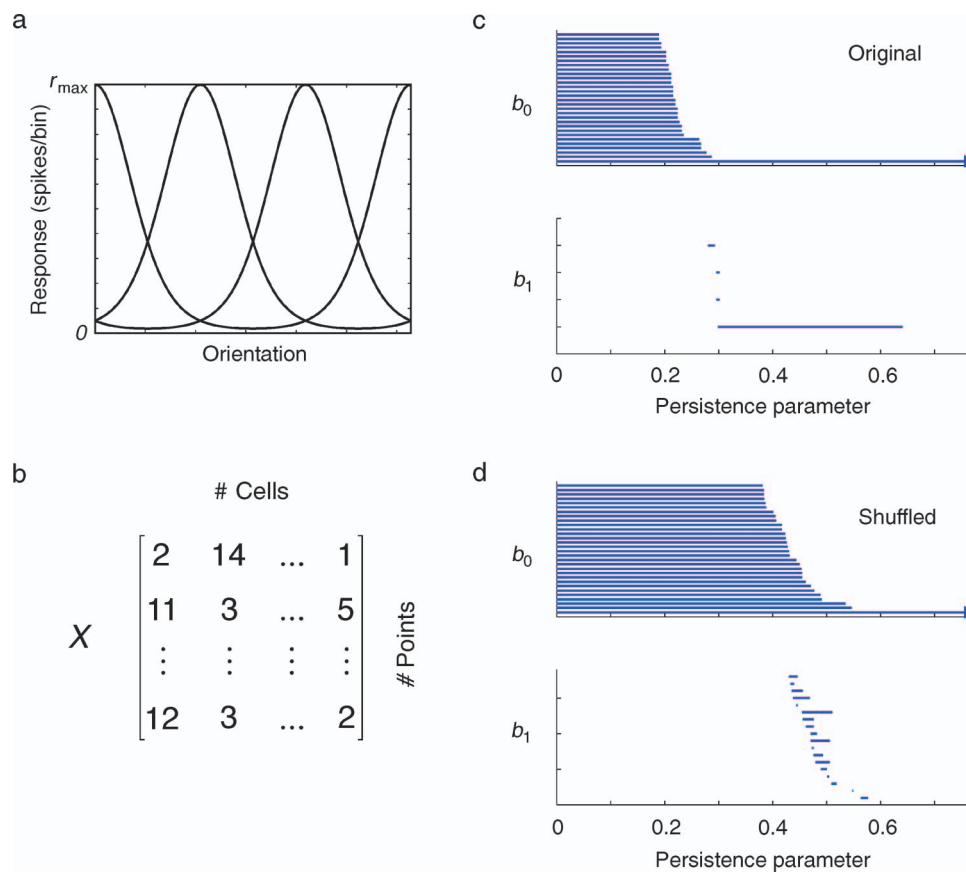 a
r max
Response (spikes/bin)
0
Orientation
b
# Cells
X
2 14 ... 1
11 3 ... 5
⋮ ⋮ ⋮ ⋮
12 3 ... 2
# Points
c
Original
b0
b1
0 0.2 0.4 0.6
Persistence parameter
d
Shuffled
b0
b1
0 0.2 0.4 0.6
Persistence parameter